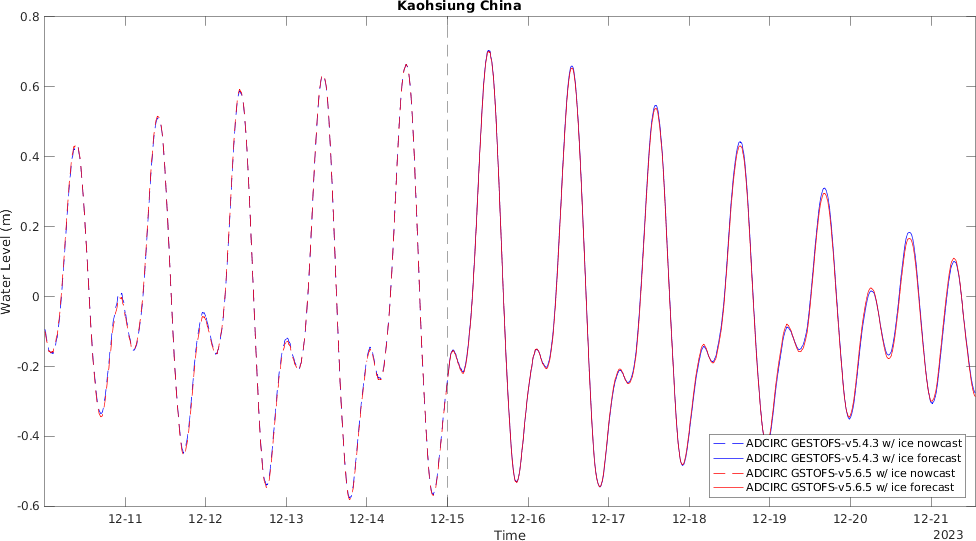 Kaohsiung China
Water Level (m)
0.8
0.6
0.4
0.2
0
-0.2
-0.4
-0.6
ADCIRC GESTOFS-v5.4.3 w/ ice nowcast
ADCIRC GESTOFS-v5.4.3 w/ ice forecast
ADCIRC GSTOFS-v5.6.5 w/ ice nowcast
ADCIRC GSTOFS-v5.6.5 w/ ice forecast
12-11 12-12 12-13 12-14 12-15 12-16 12-17 12-18 12-19 12-20 12-21
Time
2023